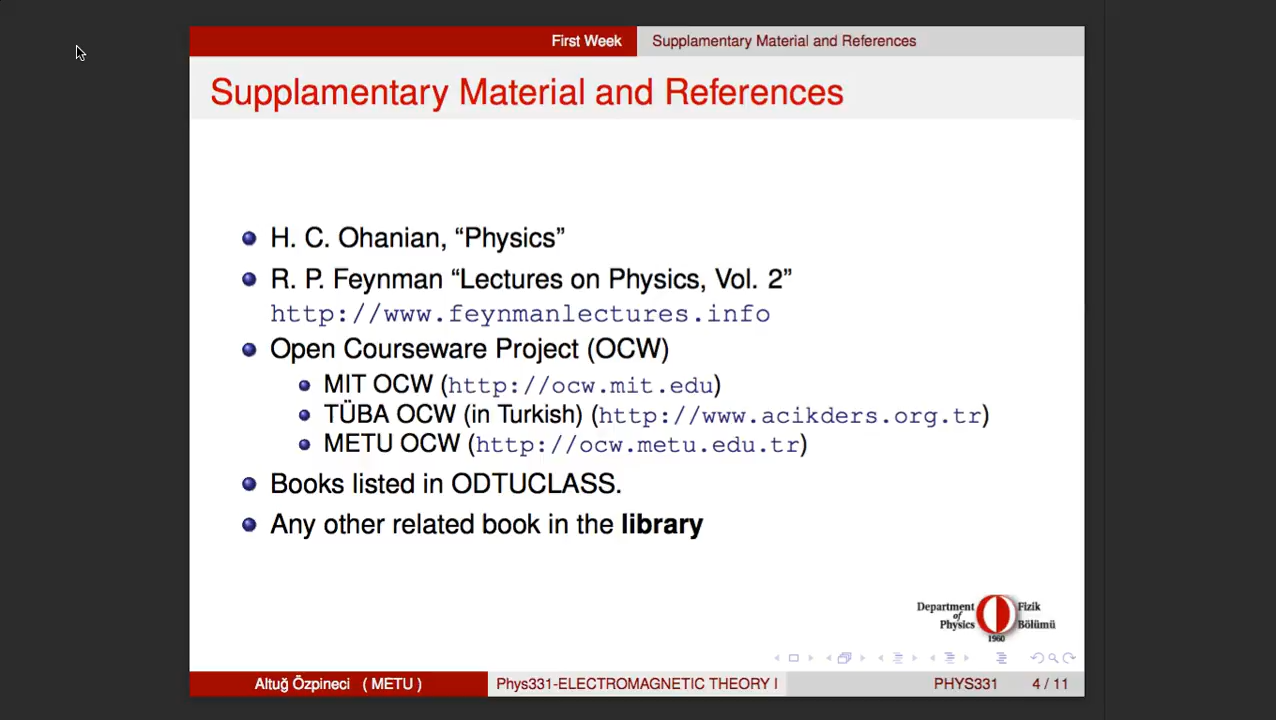 First Week
Supplamentary Material and References
Supplamentary Material and References
H. C. Ohanian, “Physics”
R. P. Feynman “Lectures on Physics, Vol. 2”
http://www.feynmanlectures.info
Open Courseware Project (OCW)
MIT OCW (http://ocw.mit.edu)
TÜBA OCW (in Turkish) (http://www.acikders.org.tr)
METU OCW (http://ocw.metu.edu.tr)
Books listed in ODTUCLASS.
Any other related book in the library
Department of Physics
Fizik Bölümü
1960
Altuğ Özpineci ( METU )
Phys331-ELECTROMAGNETIC THEORY I
PHYS331
4 / 11